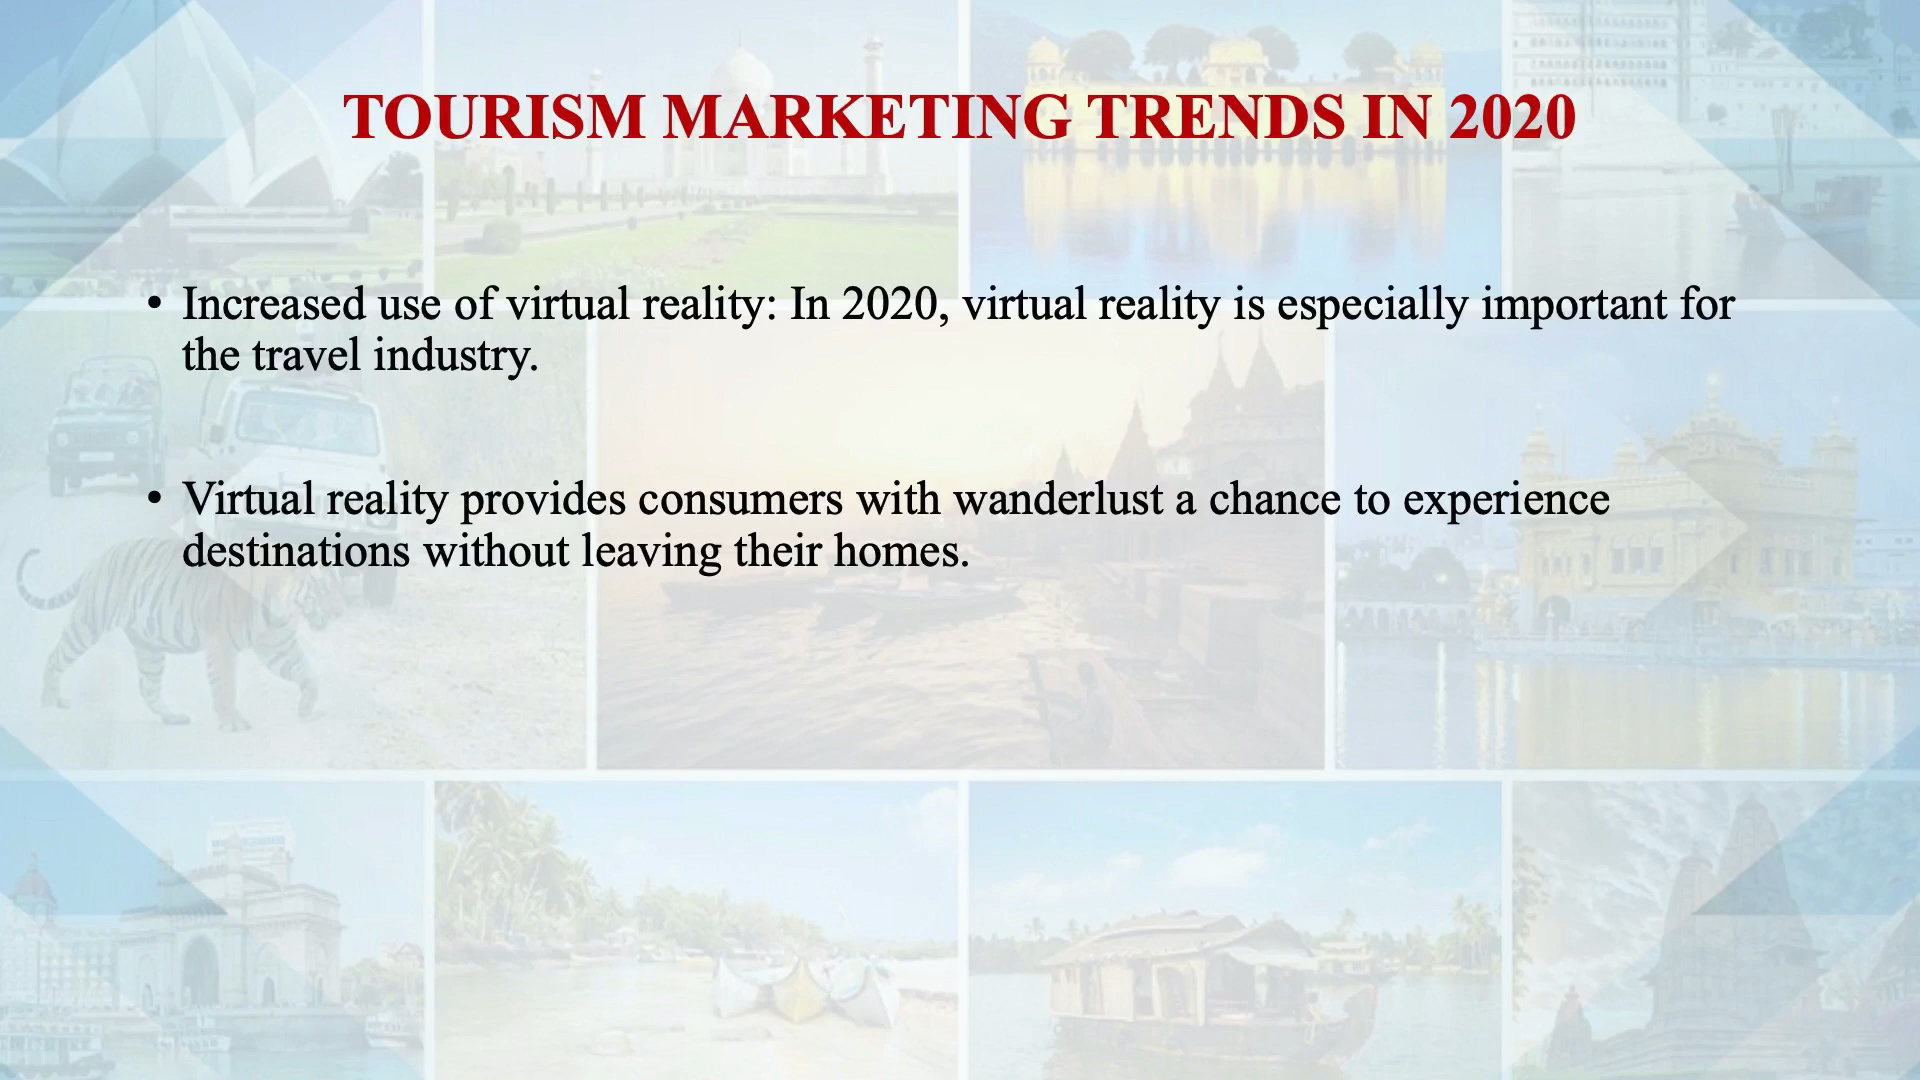 TOURISM MARKETING TRENDS IN 2020
• Increased use of virtual reality: In 2020, virtual reality is especially important for
the travel industry.
• Virtual reality provides consumers with wanderlust a chance to experience
destinations without leaving their homes.